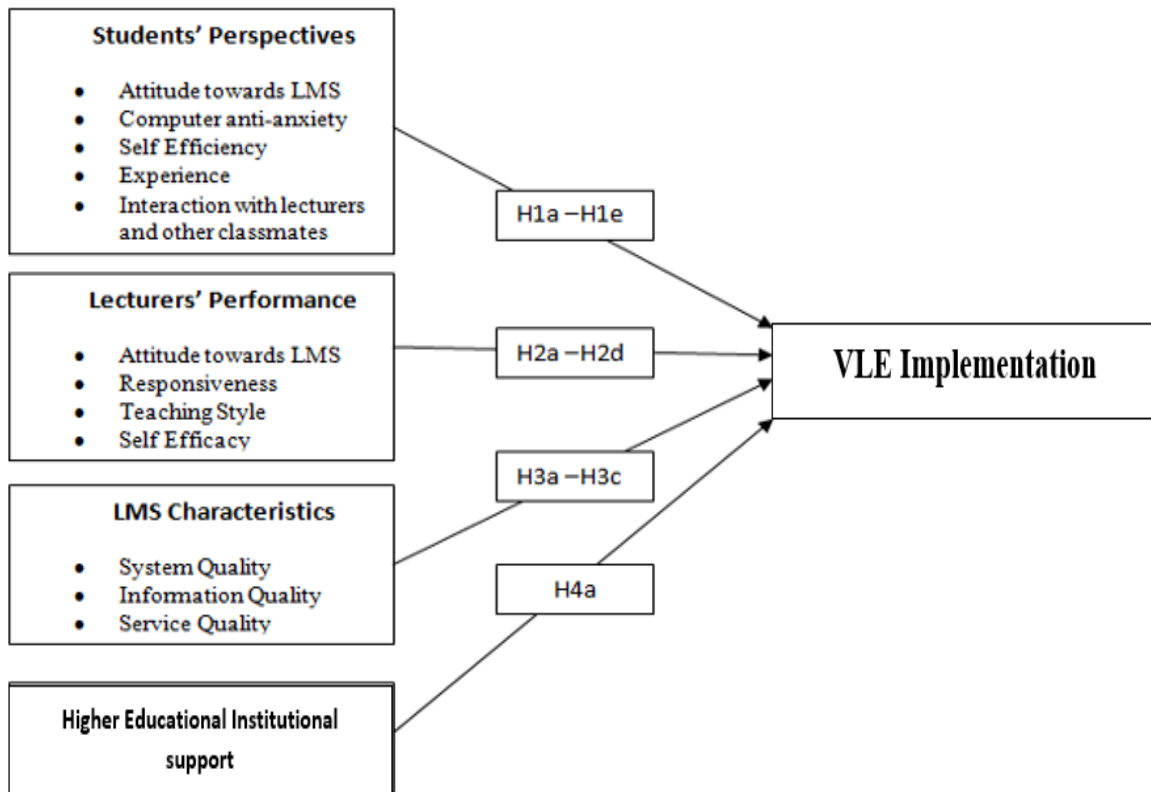 Students’ Perspectives
• Attitude towards LMS
• Computer anti-anxiety
• Self Efficiency
• Experience
• Interaction with lecturers
and other classmates
H1a –H1e
Lecturers’ Performance
• Attitude towards LMS
• Responsiveness
• Teaching Style
• Self Efficacy
H2a –H2d
VLE Implementation
LMS Characteristics
• System Quality
• Information Quality
• Service Quality
H3a –H3c
H4a
Higher Educational Institutional
support